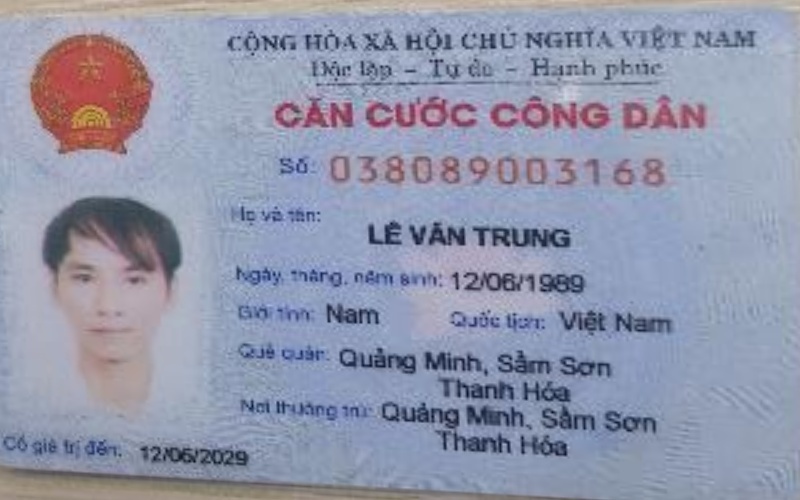 CỘNG HÒA XÃ HỘI CHỦ NGHĨA VIỆT NAM
Độc lập – Tự do – Hạnh phúc
CĂN CƯỚC CÔNG DÂN
Số: 038089003168
Họ và tên:
LÊ VĂN TRUNG
Ngày, tháng, năm sinh: 12/06/1989
Giới tính: Nam Quốc tịch: Việt Nam
Quê quán: Quảng Minh, Sầm Sơn
Thanh Hóa
Nơi thường trú: Quảng Minh, Sầm Sơn
Thanh Hóa
Có giá trị đến: 12/06/2029